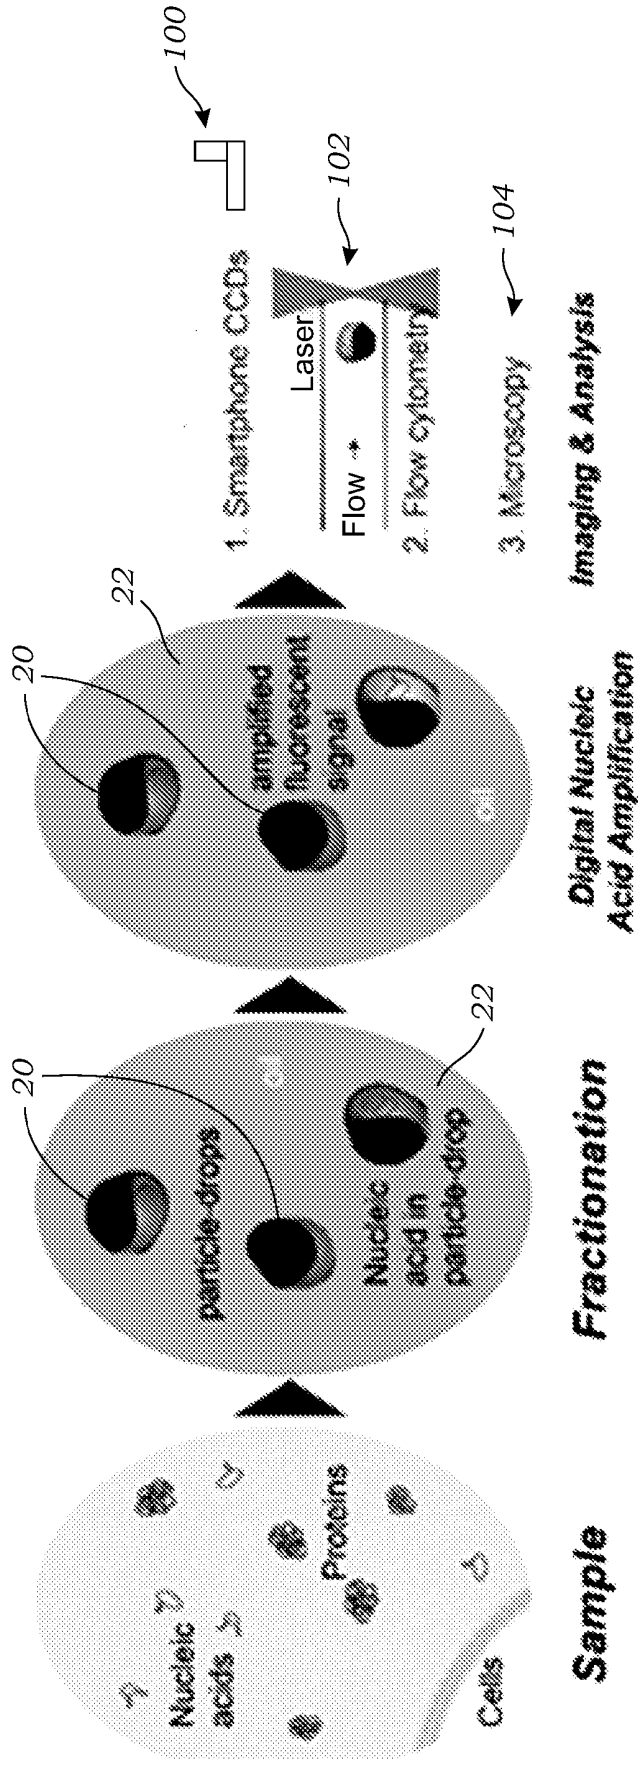 Nucleic
acids
Proteins
Cells
Sample
20
particle-drops
oil
Nucleic
acid in
particle-drop
22
Fractionation
20
22
amplified
fluorescent
signal
oil
Digital Nucleic
Acid Amplification
1. Smartphone CCDs
100
Laser
Flow →
102
2. Flow cytometry
3. Microscopy
104
Imaging & Analysis